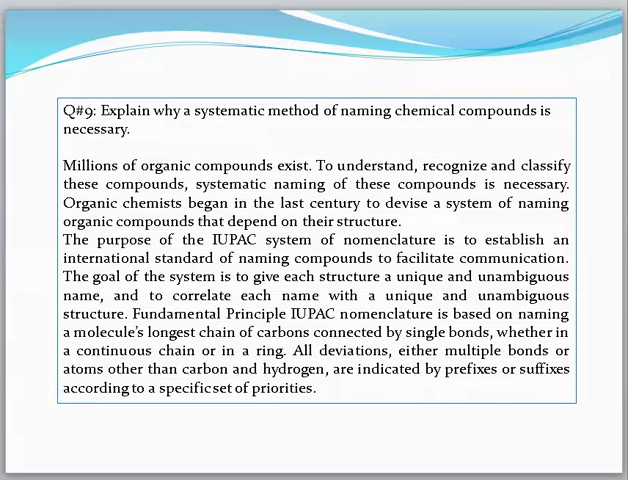 Q#9: Explain why a systematic method of naming chemical compounds is
necessary.
Millions of organic compounds exist. To understand, recognize and classify
these compounds, systematic naming of these compounds is necessary.
Organic chemists began in the last century to devise a system of naming
organic compounds that depend on their structure.
The purpose of the IUPAC system of nomenclature is to establish an
international standard of naming compounds to facilitate communication.
The goal of the system is to give each structure a unique and unambiguous
name, and to correlate each name with a unique and unambiguous
structure. Fundamental Principle IUPAC nomenclature is based on naming
a molecule's longest chain of carbons connected by single bonds, whether in
a continuous chain or in a ring. All deviations, either multiple bonds or
atoms other than carbon and hydrogen, are indicated by prefixes or suffixes
according to a specific set of priorities.